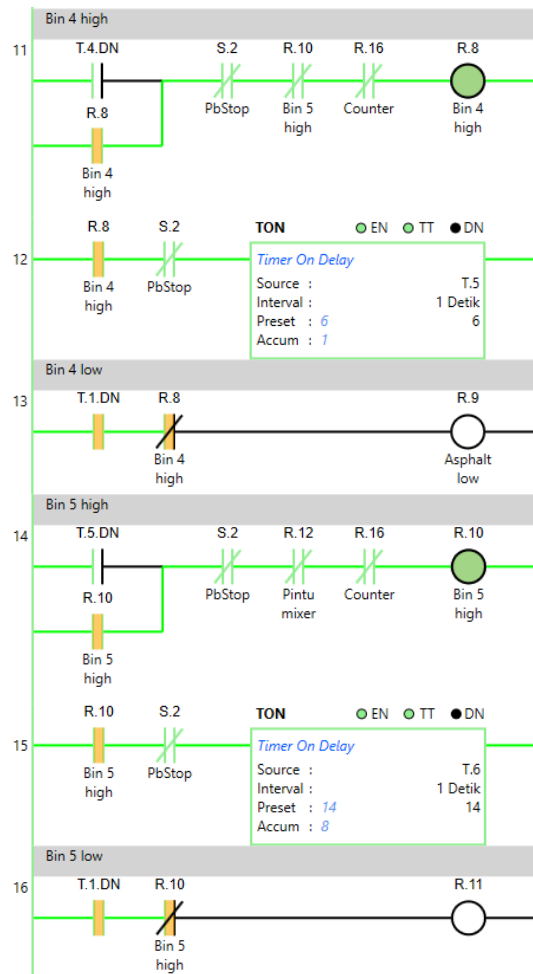 Bin 4 high
11
T.4.DN S.2 R.10 R.16 R.8
PbStop Bin 5 Counter Bin 4
high high
R.8
Bin 4
high
R.8 S.2 TON EN TT DN
12
Timer On Delay
Bin 4 PbStop Source : T.5
high Interval : 1 Detik
Preset : 6 6
Accum : 1
Bin 4 low
13
T.1.DN R.8 R.9
Bin 4 Asphalt
high low
Bin 5 high
14
T.5.DN S.2 R.12 R.16 R.10
PbStop Pintu Counter Bin 5
mixer high
R.10
Bin 5
high
R.10 S.2 TON EN TT DN
15
Timer On Delay
Bin 5 PbStop Source : T.6
high Interval : 1 Detik
Preset : 14 14
Accum : 8
Bin 5 low
16
T.1.DN R.10 R.11
Bin 5
high